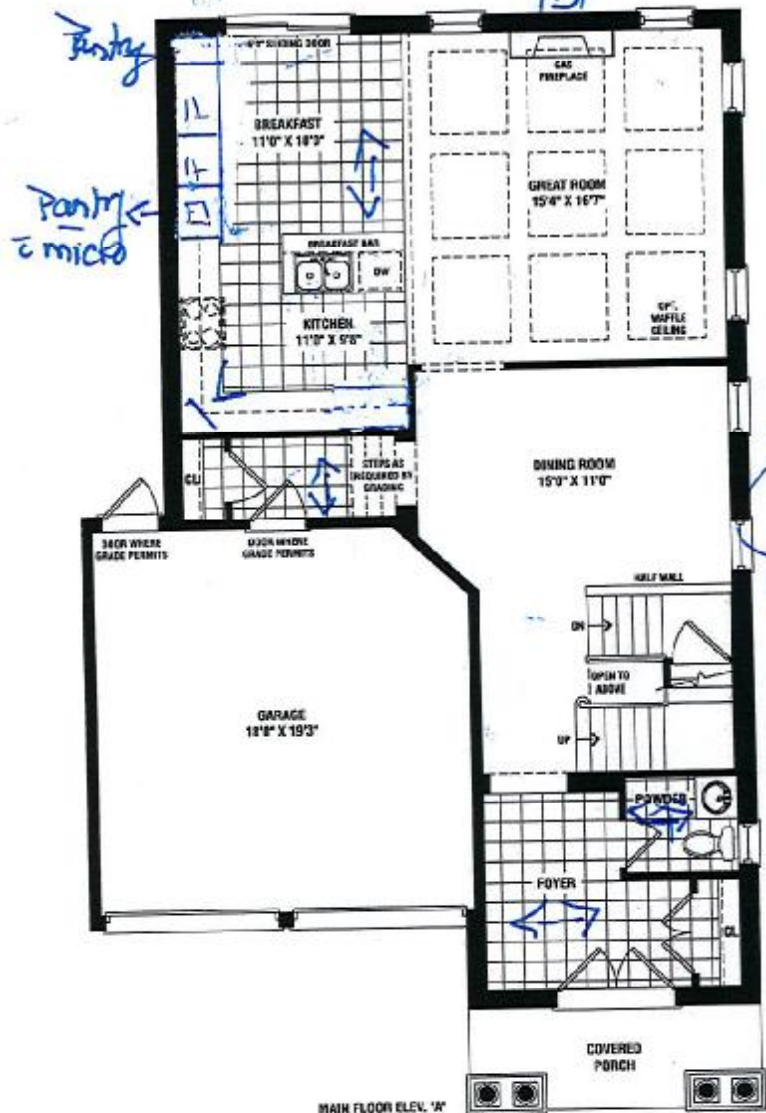 Pantry
SLIDING DOOR
GAS
FIREPLACE
BREAKFAST
11'0" X 10'3"
Pantry
c̄ micro
GREAT ROOM
15'4" X 16'7"
BREAKFAST BAR
DW
KITCHEN
11'0" X 9'8"
OPT.
WAFFLE
CEILING
DINING ROOM
15'0" X 11'0"
CL
STEPS AS
REQUIRED BY
GRADING
DOOR WHERE
GRADE PERMITS
DOOR WHERE
GRADE PERMITS
HALF WALL
DN
OPEN TO
ABOVE
GARAGE
18'8" X 19'3"
UP
POWDER
FOYER
CL
COVERED
PORCH
MAIN FLOOR ELEV. 'A'